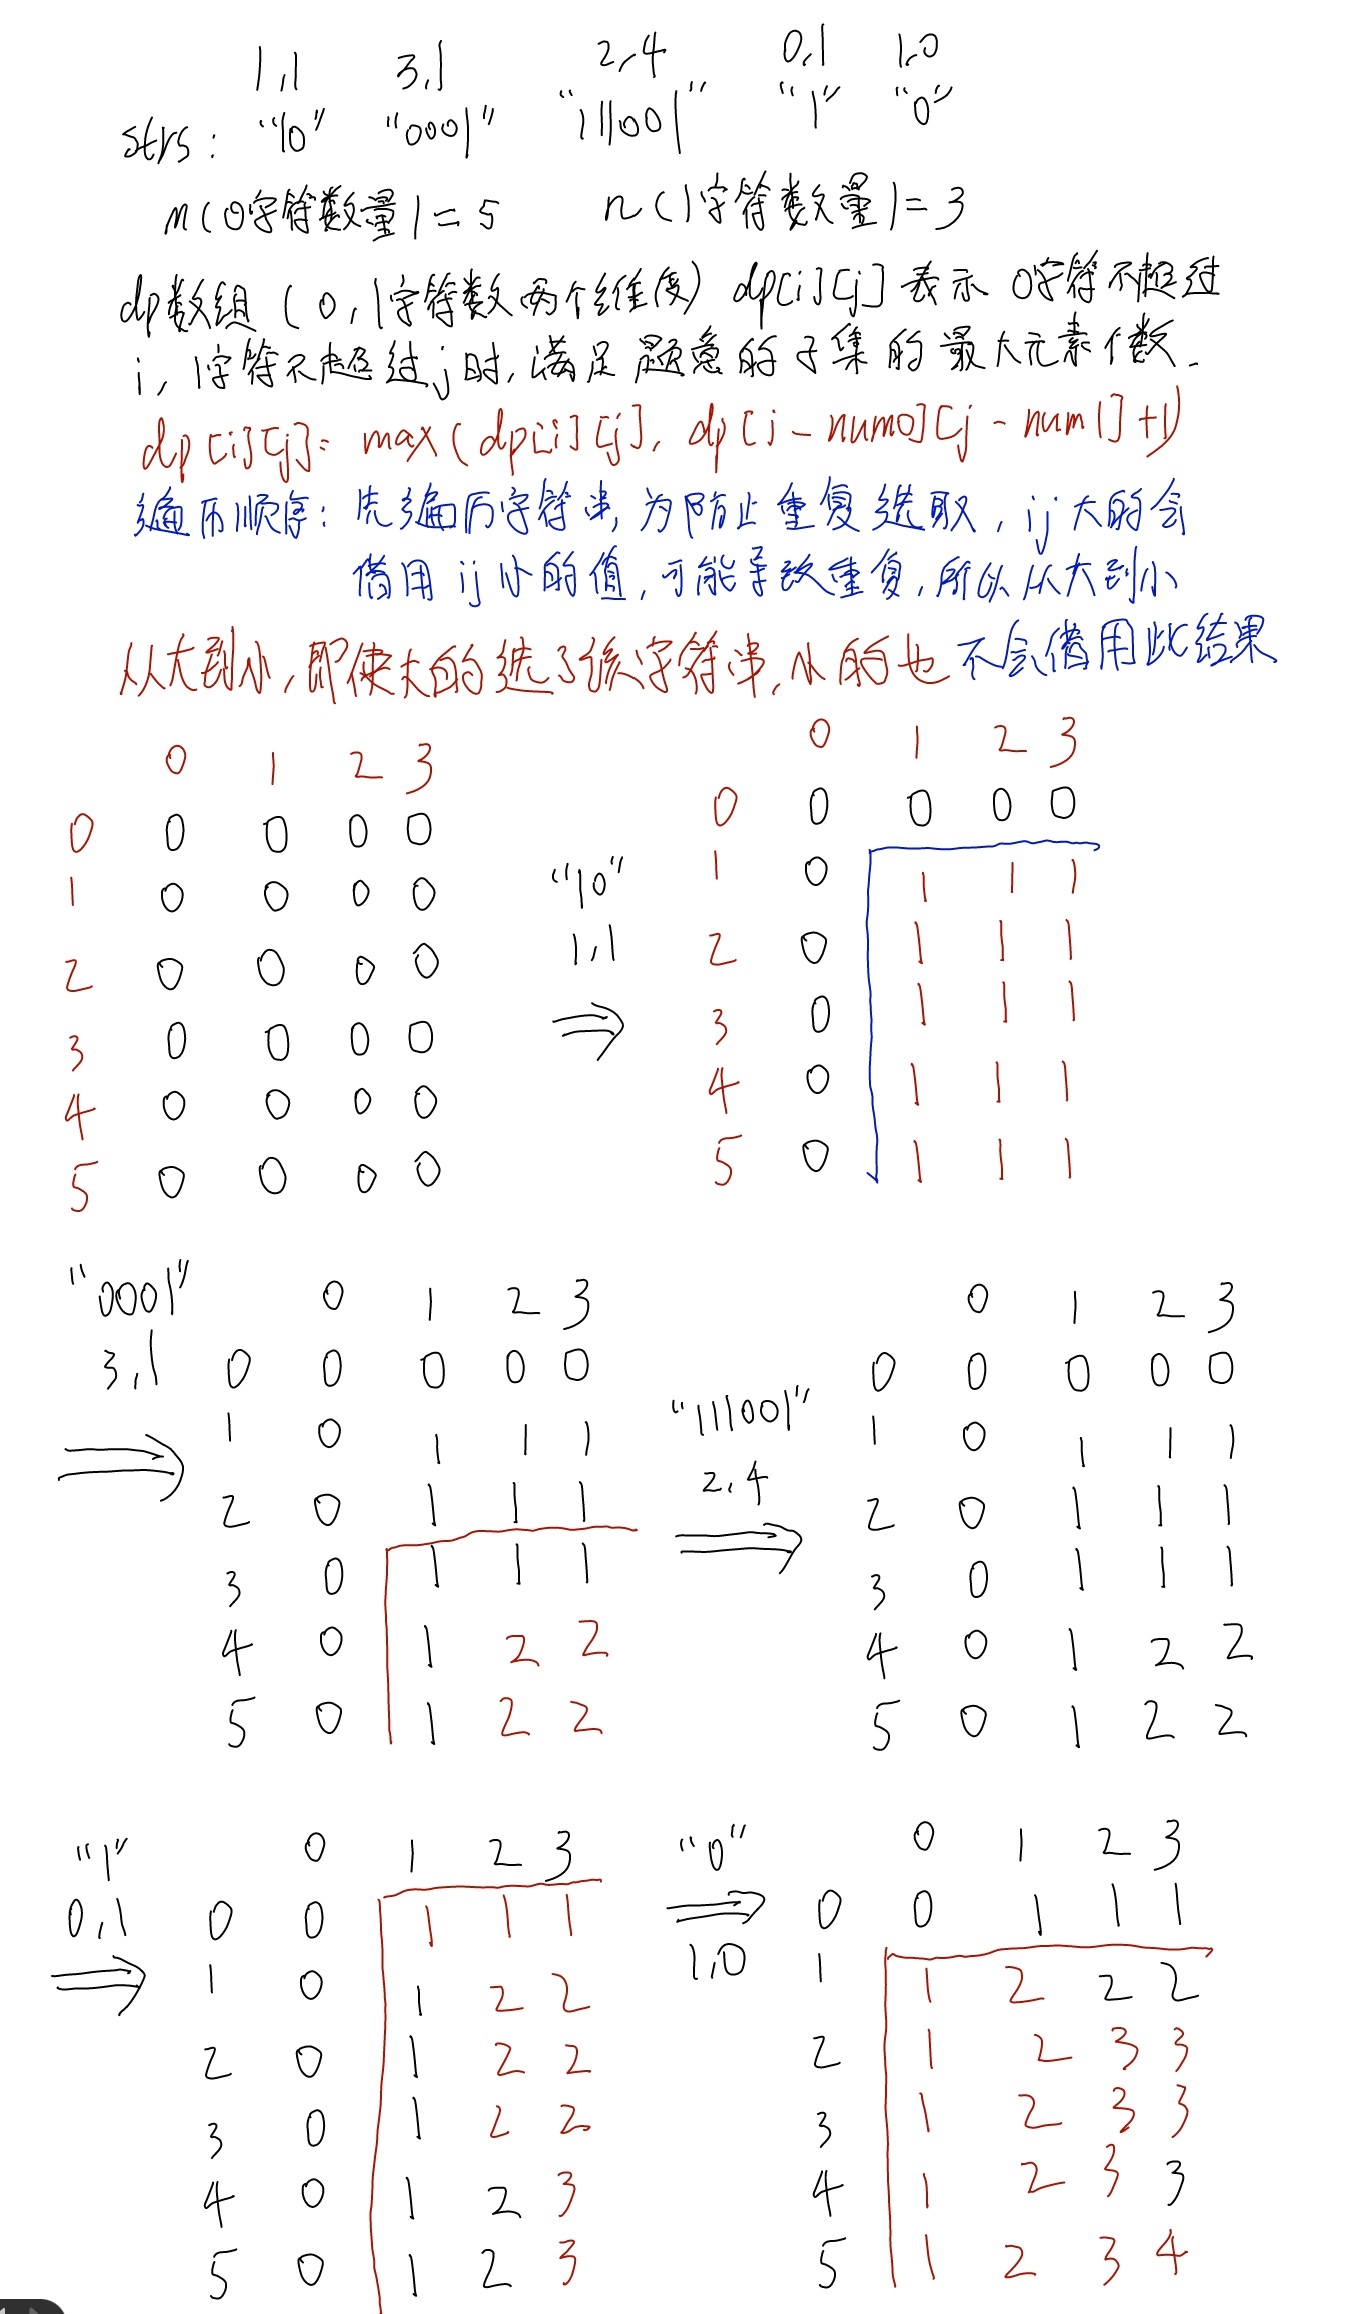 1,1 3,1 2,4 0,1 1,0
strs: "10" "0001" "111001" "1" "0"
m(0字符数量)=5 n(1字符数量)=3
dp数组(0,1字符数两个维度) dp[i][j]表示 0字符不超过
i,1字符不超过j时,满足题意的子集的最大元素个数.
dp[i][j]= max(dp[i][j], dp[i-num0][j-num1]+1)
遍历顺序: 先遍历字符串,为防止重复选取, ij大的会
借用 ij小的值,可能导致重复,所以从大到小
从大到小,即使大的选了该字符串,小的也不会借用此结果
0 1 2 3
0 0 0 0 0
1 0 0 0 0
2 0 0 0 0
3 0 0 0 0
4 0 0 0 0
5 0 0 0 0
"10"
1,1
⇒
0 1 2 3
0 0 0 0 0
1 0 1 1 1
2 0 1 1 1
3 0 1 1 1
4 0 1 1 1
5 0 1 1 1
"0001"
3,1
⇒
0 1 2 3
0 0 0 0 0
1 0 1 1 1
2 0 1 1 1
3 0 1 1 1
4 0 1 2 2
5 0 1 2 2
"111001"
2,4
⇒
0 1 2 3
0 0 0 0 0
1 0 1 1 1
2 0 1 1 1
3 0 1 1 1
4 0 1 2 2
5 0 1 2 2
"1"
0,1
⇒
0 1 2 3
0 0 1 1 1
1 0 1 2 2
2 0 1 2 2
3 0 1 2 2
4 0 1 2 3
5 0 1 2 3
"0"
⇒
1,0
0 1 2 3
0 0 1 1 1
1 1 2 2 2
2 1 2 3 3
3 1 2 3 3
4 1 2 3 3
5 1 2 3 4